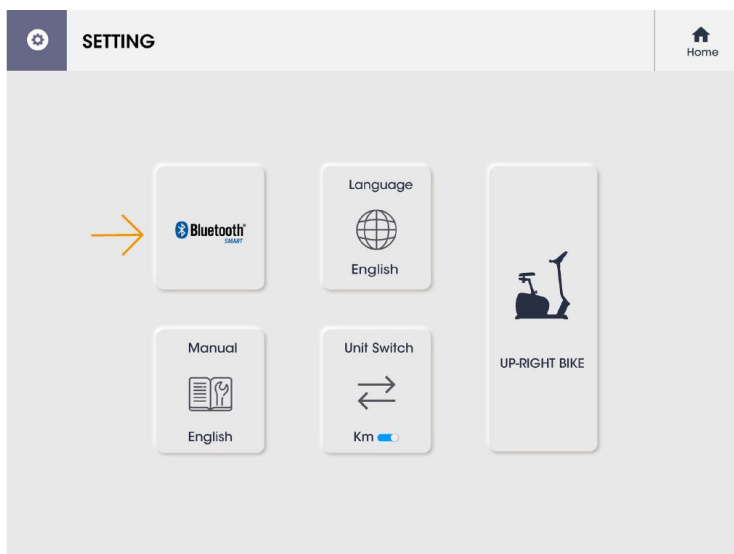 SETTING
Home
Bluetooth®
SMART
Language
English
Manual
English
Unit Switch
Km
UP-RIGHT BIKE